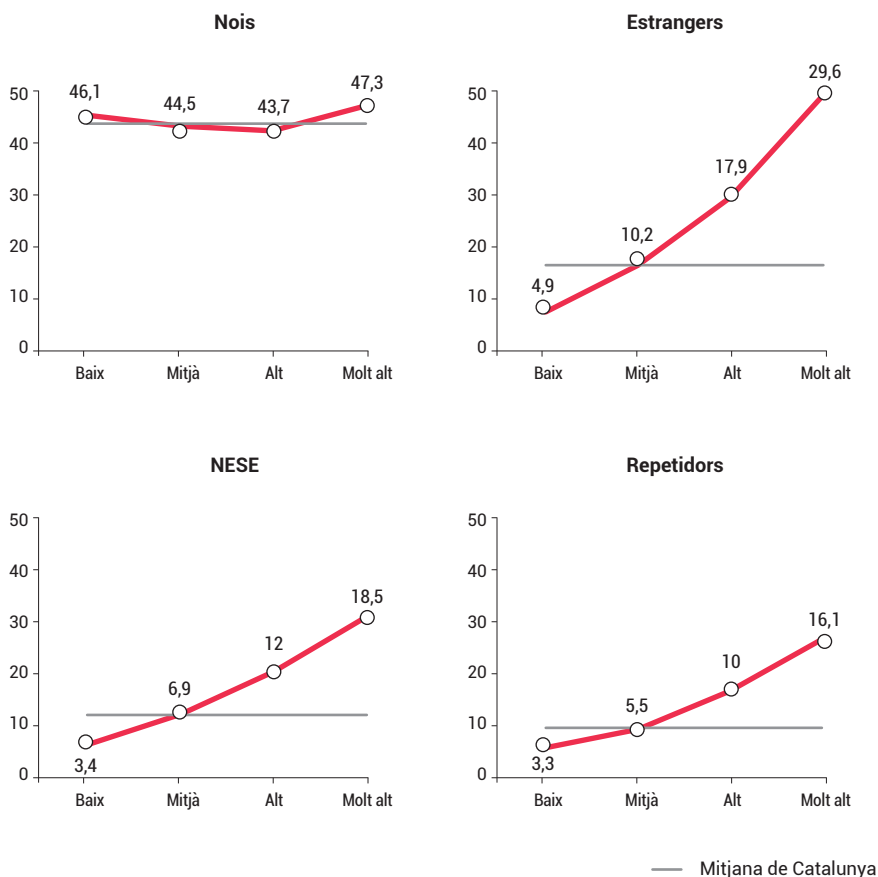 Nois
50
40
30
20
10
0
46,1
44,5
43,7
47,3
Baix
Mitjà
Alt
Molt alt
Estrangers
50
40
30
20
10
0
4,9
10,2
17,9
29,6
Baix
Mitjà
Alt
Molt alt
NESE
50
40
30
20
10
0
3,4
6,9
12
18,5
Baix
Mitjà
Alt
Molt alt
Repetidors
50
40
30
20
10
0
3,3
5,5
10
16,1
Baix
Mitjà
Alt
Molt alt
Mitjana de Catalunya